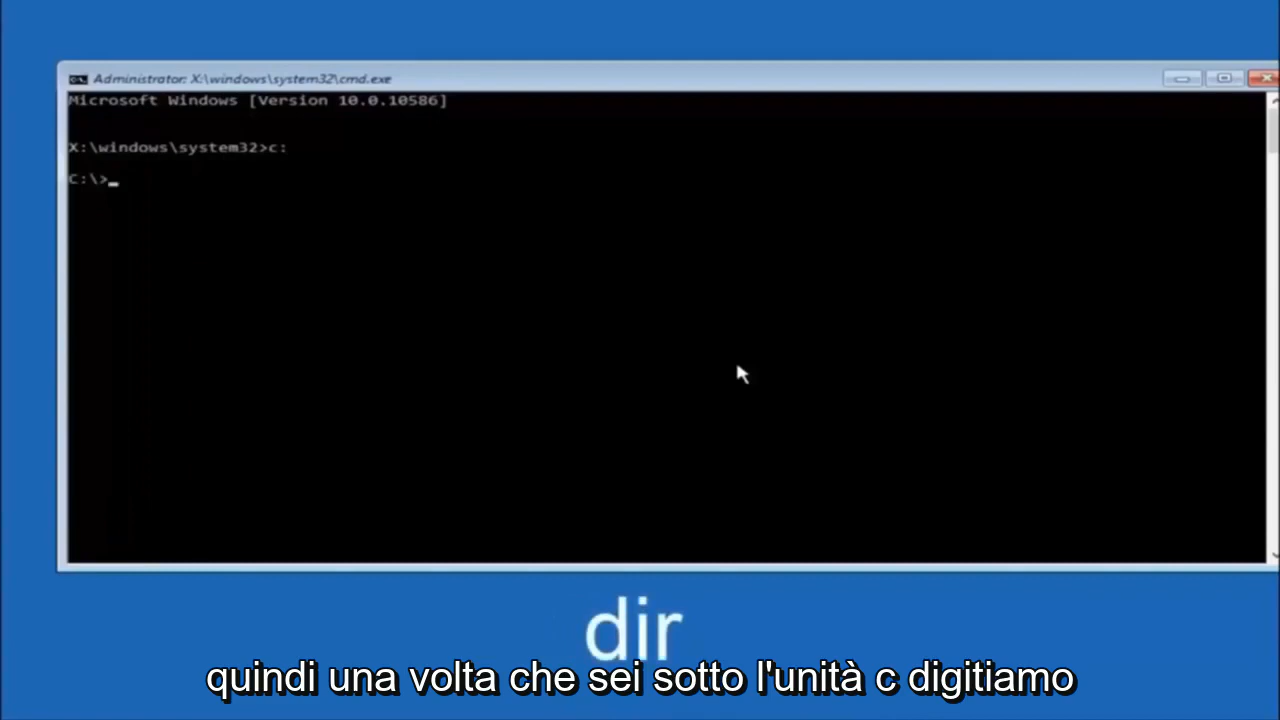 Administrator: X:\windows\system32\cmd.exe
Microsoft Windows [Version 10.0.10586]
X:\windows\system32>c:
C:\>_
dir
quindi una volta che sei sotto l'unità c digitiamo